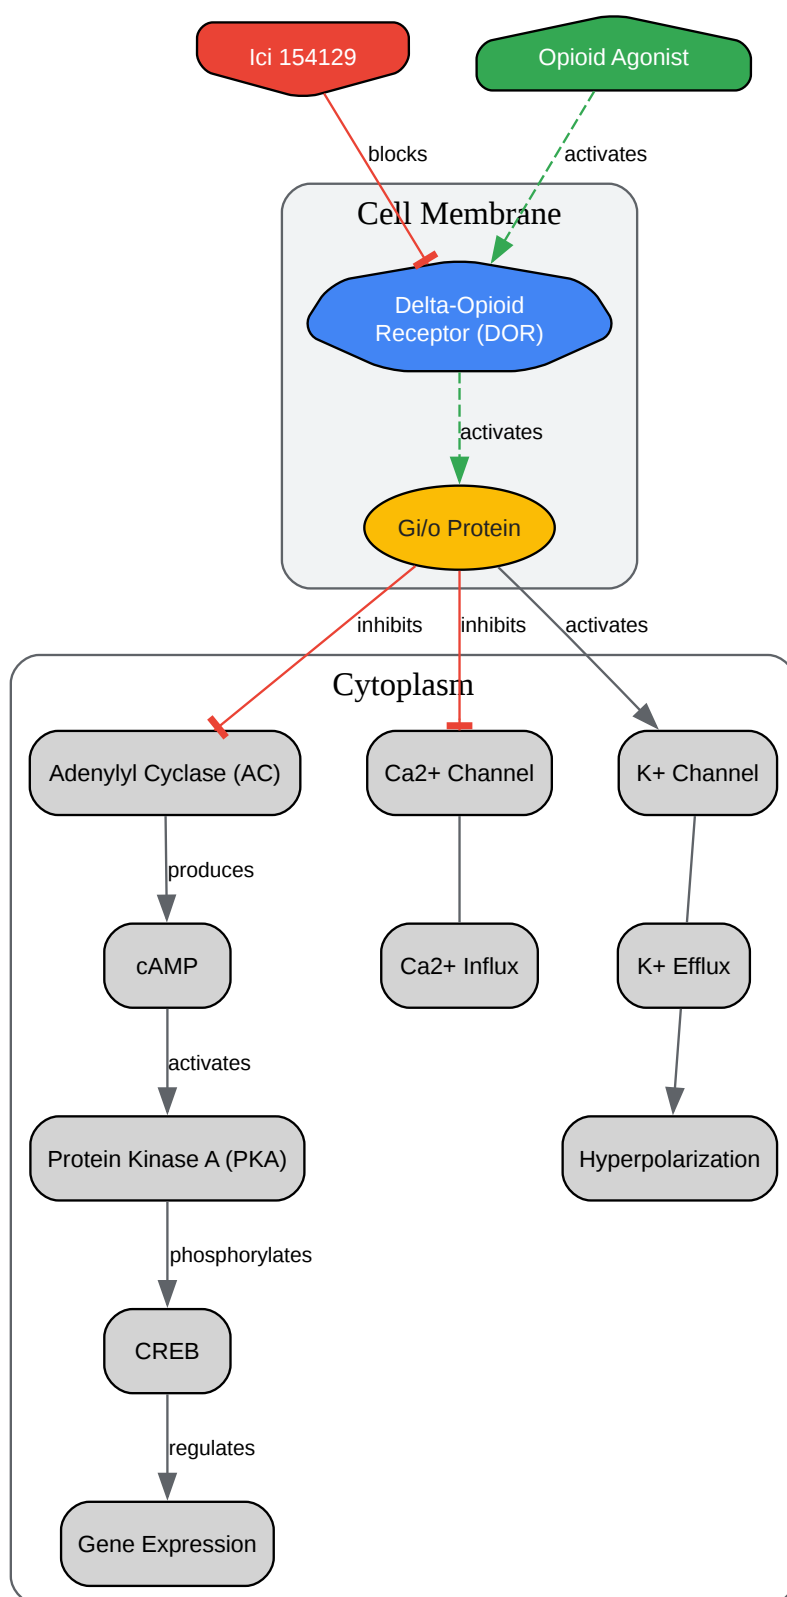 Ici 154129
Opioid Agonist
blocks
activates
Cell Membrane
Delta-Opioid
Receptor (DOR)
activates
Gi/o Protein
inhibits
inhibits
activates
Cytoplasm
Adenylyl Cyclase (AC)
Ca2+ Channel
K+ Channel
produces
cAMP
Ca2+ Influx
K+ Efflux
activates
Protein Kinase A (PKA)
Hyperpolarization
phosphorylates
CREB
regulates
Gene Expression